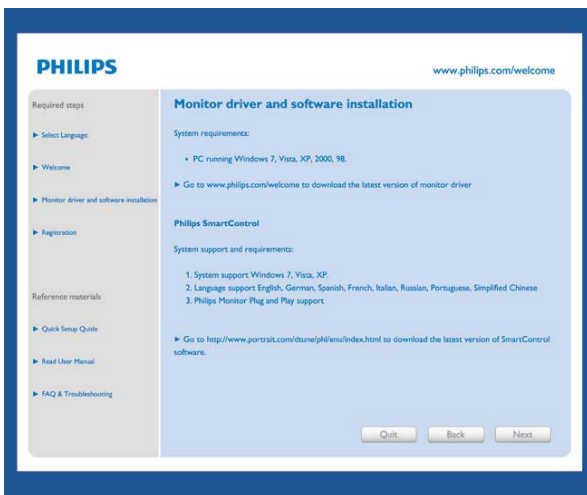 PHILIPS
www.philips.com/welcome
Required steps
Select Language:
Welcome
Monitor driver and software installation
Registration
Reference materials
Quick Setup Quide
Read User Manual
FAQ & Troubleshooting
Monitor driver and software installation
System requirements:
• PC running Windows 7, Vista, XP, 2000, 98.
Go to www.philips.com/welcome to download the latest version of monitor driver
Philips SmartControl
System support and requirements:
1. System support Windows 7, Vista, XP.
2. Language support English, German, Spanish, French, Italian, Russian, Portuguese, Simplified Chinese
3. Philips Monitor Plug and Play support
Go to http://www.portrait.com/dtune/phl/enu/index.html to download the latest version of SmartControl
software.
Quit
Back
Next